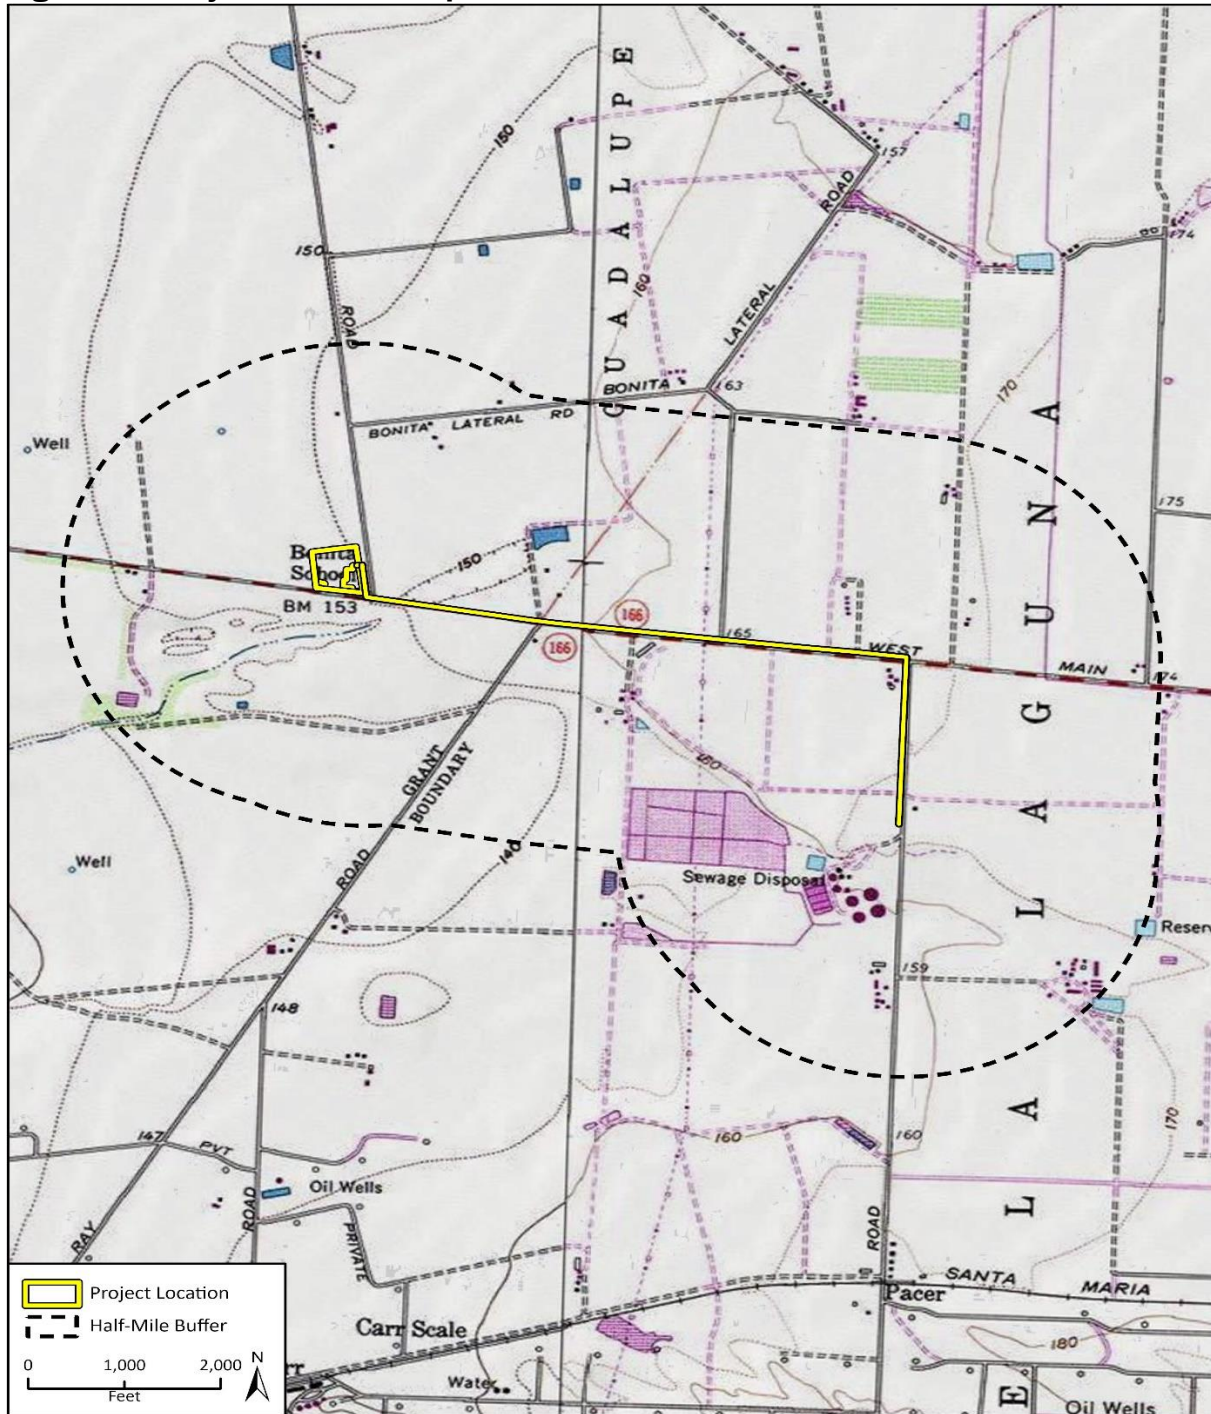 GUADALUPE
150
157
ROAD
174
150
160
LATERAL
ROAD
BONITA
163
170
BONITA LATERAL RD
Well
175
LAGUNA
150
Bonita
School
BM 153
166
166
165
WEST
MAIN
174
GRANT
BOUNDARY
180
140
Well
ROAD
Sewage Disposal
Reserv
159
148
LA
160
160
170
147
PVT
Oil Wells
ROAD
PRIVATE
RAY
ROAD
SANTA
MARIA
Pacer
Carr Scale
180
rr
Water
E
Oil Wells
Project Location
Half-Mile Buffer
0 1,000 2,000
Feet
N